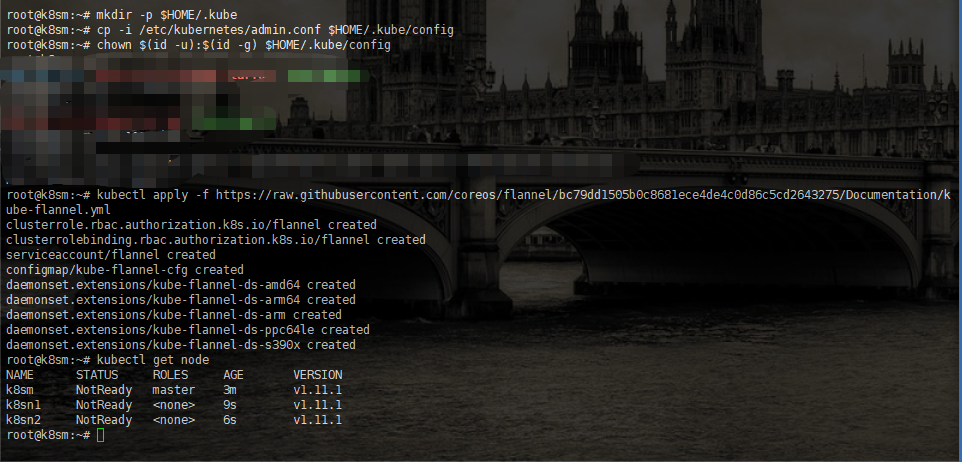 root@k8sm:~# mkdir -p $HOME/.kube
root@k8sm:~# cp -i /etc/kubernetes/admin.conf $HOME/.kube/config
root@k8sm:~# chown $(id -u):$(id -g) $HOME/.kube/config
root@k8sm:~# kubectl apply -f https://raw.githubusercontent.com/coreos/flannel/bc79dd1505b0c8681ece4de4c0d86c5cd2643275/Documentation/k
ube-flannel.yml
clusterrole.rbac.authorization.k8s.io/flannel created
clusterrolebinding.rbac.authorization.k8s.io/flannel created
serviceaccount/flannel created
configmap/kube-flannel-cfg created
daemonset.extensions/kube-flannel-ds-amd64 created
daemonset.extensions/kube-flannel-ds-arm64 created
daemonset.extensions/kube-flannel-ds-arm created
daemonset.extensions/kube-flannel-ds-ppc64le created
daemonset.extensions/kube-flannel-ds-s390x created
root@k8sm:~# kubectl get node
NAME STATUS ROLES AGE VERSION
k8sm NotReady master 3m v1.11.1
k8sn1 NotReady <none> 9s v1.11.1
k8sn2 NotReady <none> 6s v1.11.1
root@k8sm:~#